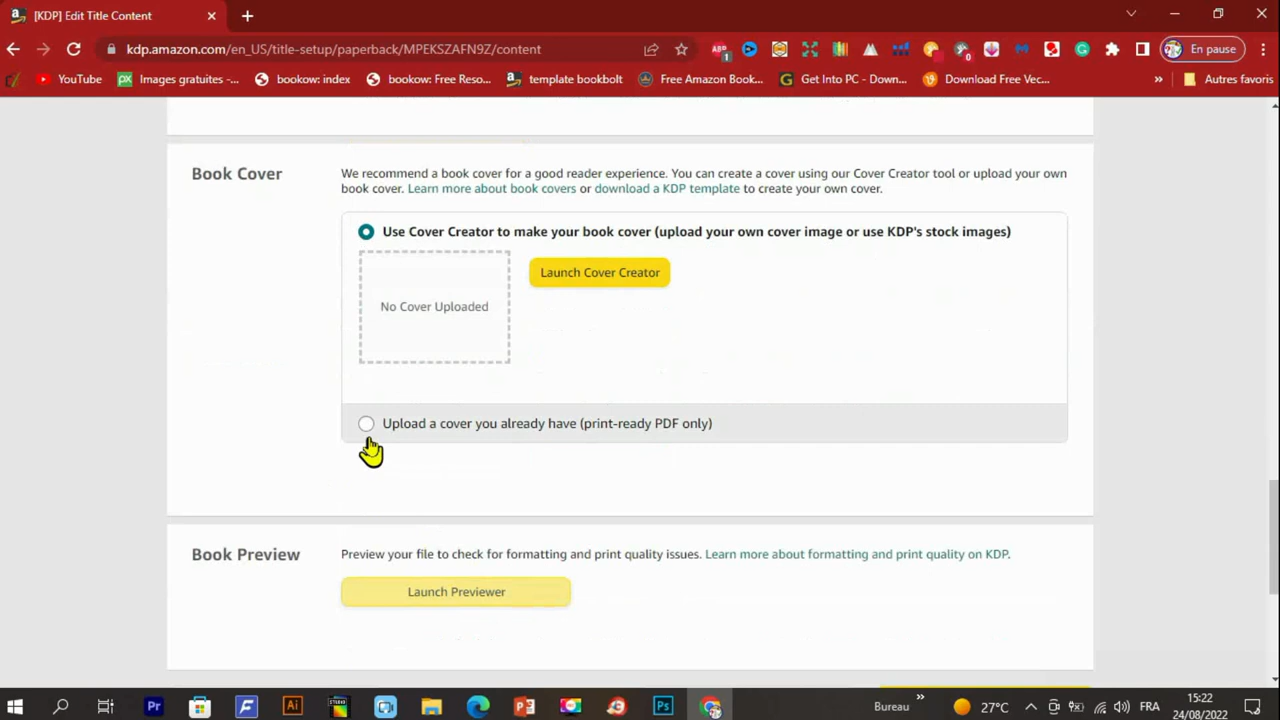 [KDP] Edit Title Content
kdp.amazon.com/en_US/title-setup/paperback/MPEKSZAFN9Z/content
En pause
YouTube
Images gratuites -...
bookow: index
bookow: Free Reso...
template bookbolt
Free Amazon Book...
Get Into PC - Down...
Download Free Vec...
»
Autres favoris
Book Cover
We recommend a book cover for a good reader experience. You can create a cover using our Cover Creator tool or upload your own
book cover. Learn more about book covers or download a KDP template to create your own cover.
Use Cover Creator to make your book cover (upload your own cover image or use KDP's stock images)
Launch Cover Creator
No Cover Uploaded
Upload a cover you already have (print-ready PDF only)
Book Preview
Preview your file to check for formatting and print quality issues. Learn more about formatting and print quality on KDP.
Launch Previewer
Pr
Ai
Ps
Bureau
»
27°C
FRA
15:22
24/08/2022